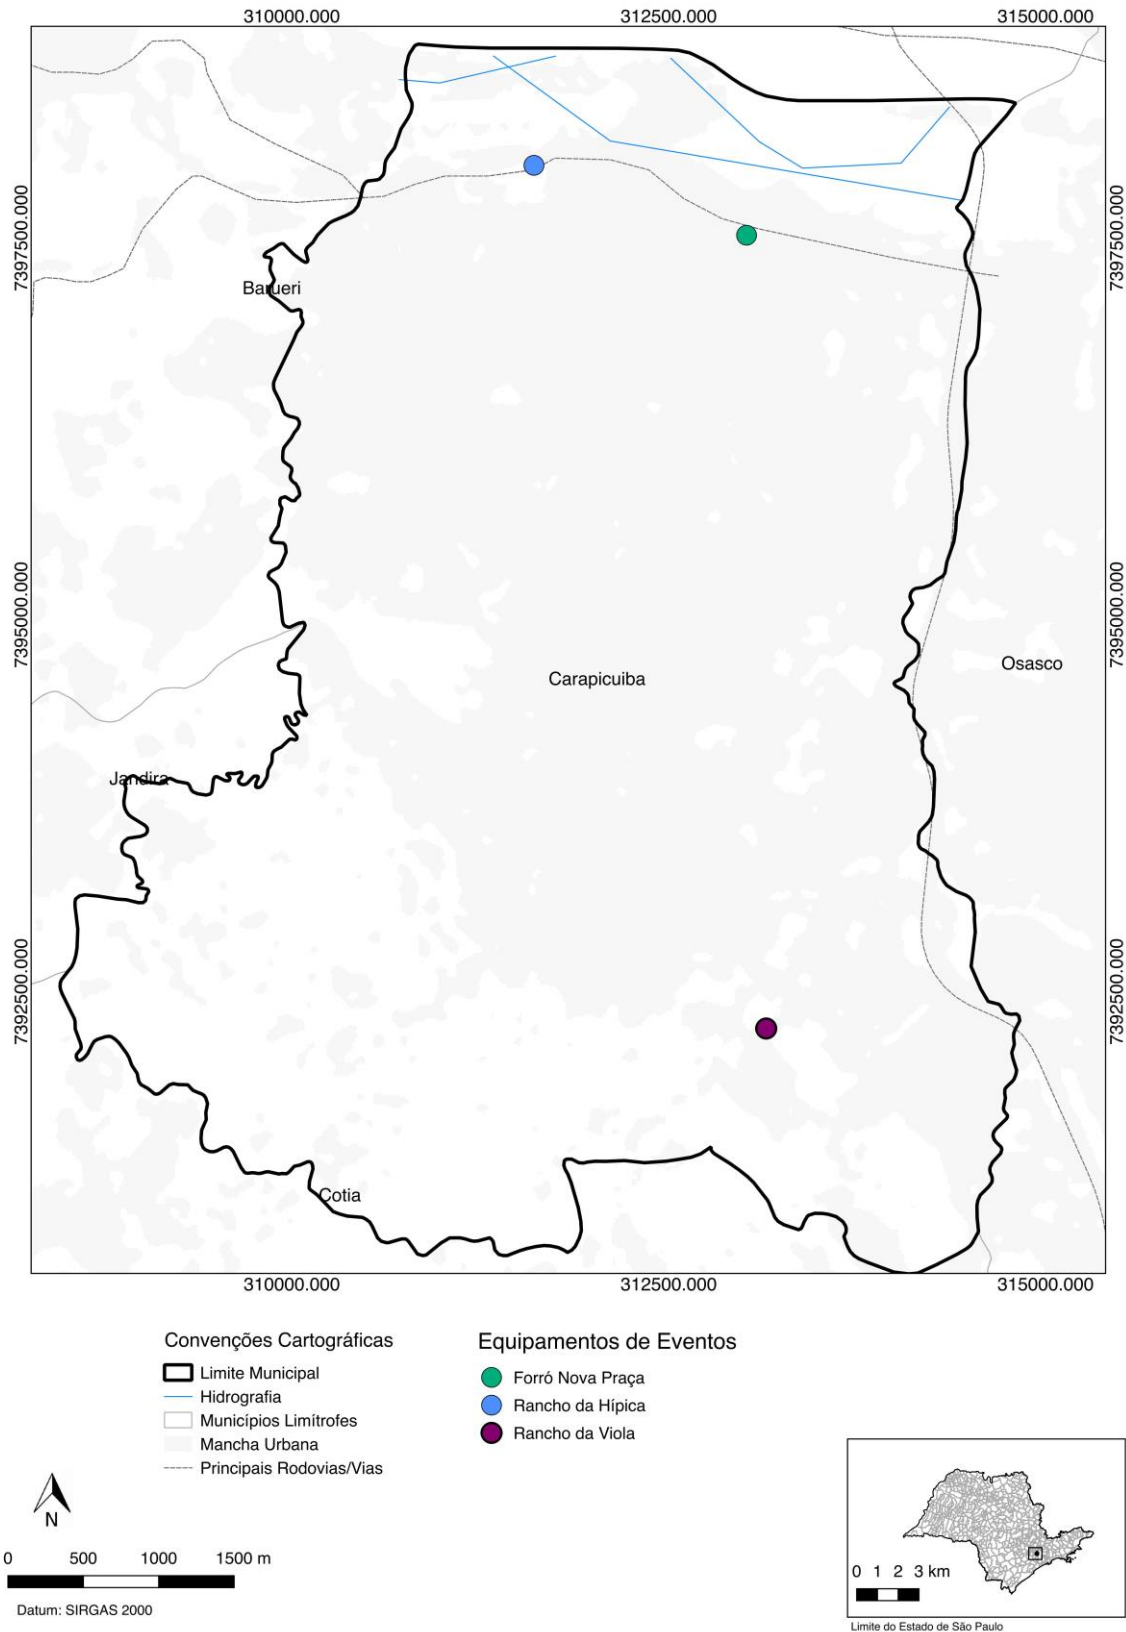 310000.000 312500.000 315000.000
7397500.000 7397500.000
Barueri
7395000.000 7395000.000
Osasco
Carapicuiba
Jandira
7392500.000 7392500.000
Cotia
310000.000 312500.000 315000.000
Convenções Cartográficas
Limite Municipal
Hidrografia
Municípios Limítrofes
Mancha Urbana
Principais Rodovias/Vias
Equipamentos de Eventos
Forró Nova Praça
Rancho da Hípica
Rancho da Viola
N
0 500 1000 1500 m
Datum: SIRGAS 2000
0 1 2 3 km
Limite do Estado de São Paulo